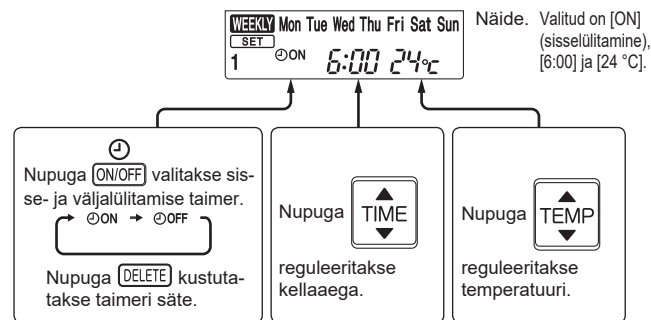 WEEKLY Mon Tue Wed Thu Fri Sat Sun
SET
1 ON 6:00 24°C
Näide. Valitud on [ON]
(sisselülitamine),
[6:00] ja [24 °C].
Nupuga ON/OFF valitakse sis-
se- ja väljalülitamise taimer.
ON → OFF
Nupuga DELETE kustuta-
takse taimeri säte.
Nupuga TIME
reguleeritakse
kellaaega.
Nupuga TEMP
reguleeritakse
temperatuuri.